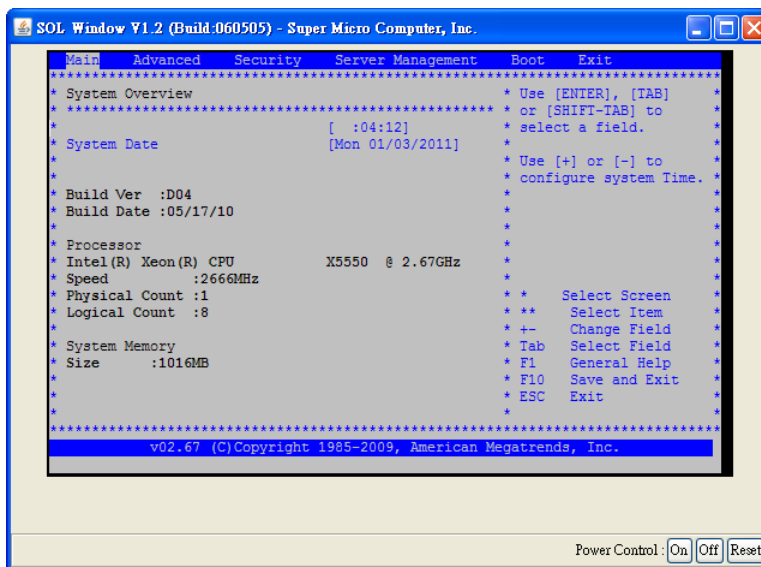 SOL Window V1.2 (Build:060505) - Super Micro Computer, Inc.
Main Advanced Security Server Management Boot Exit
********************************************************************************
* System Overview * Use [ENTER], [TAB] *
* *************************************************** * or [SHIFT-TAB] to *
* [ :04:12] * select a field. *
* System Date [Mon 01/03/2011] * *
* * Use [+] or [-] to *
* * configure system Time. *
* Build Ver :D04 * *
* Build Date :05/17/10 * *
* * *
* Processor * *
* Intel(R) Xeon(R) CPU X5550 @ 2.67GHz * *
* Speed :2666MHz * *
* Physical Count :1 * * Select Screen *
* Logical Count :8 * ** Select Item *
* * +- Change Field *
* System Memory * Tab Select Field *
* Size :1016MB * F1 General Help *
* * F10 Save and Exit *
* * ESC Exit *
* * *
********************************************************************************
v02.67 (C)Copyright 1985-2009, American Megatrends, Inc.
Power Control : On Off Reset